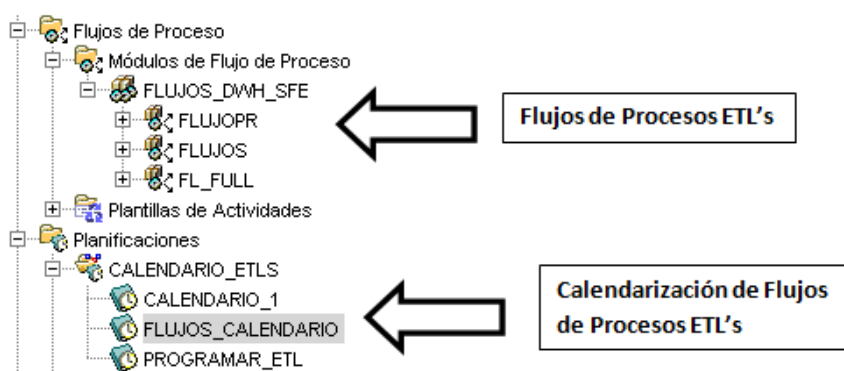 Flujos de Proceso
Módulos de Flujo de Proceso
FLUJOS_DWH_SFE
FLUJOPR
FLUJOS
FL_FULL
Plantillas de Actividades
Planificaciones
CALENDARIO_ETLS
CALENDARIO_1
FLUJOS_CALENDARIO
PROGRAMAR_ETL
Flujos de Procesos ETL's
Calendarización de Flujos
de Procesos ETL's